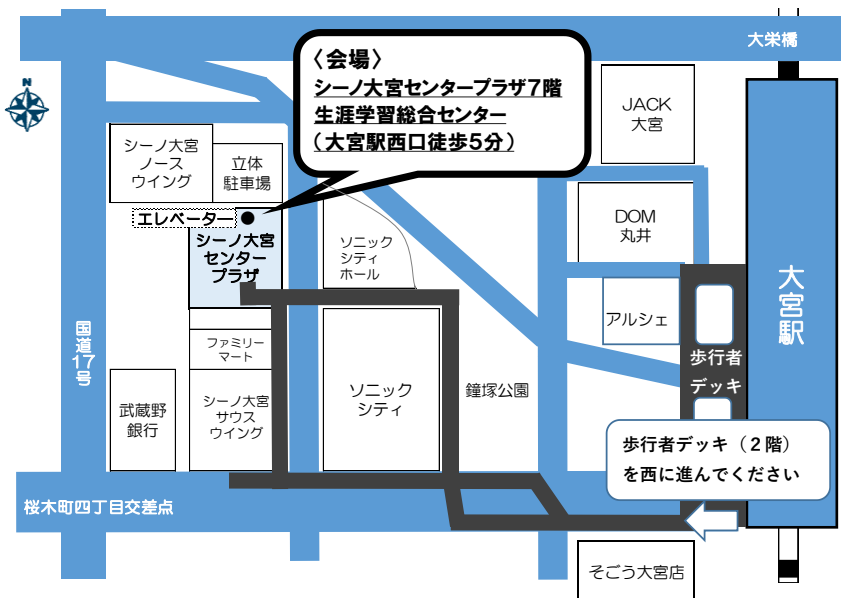 大栄橋
N
〈会場〉
シーノ大宮センタープラザ7階
生涯学習総合センター
(大宮駅西口徒歩5分)
JACK
大宮
シーノ大宮
ノース
ウイング
立体
駐車場
エレベーター
シーノ大宮
センター
プラザ
ソニック
シティ
ホール
DOM
丸井
アルシェ
大宮駅
国道17号
ファミリー
マート
歩行者
デッキ
武蔵野
銀行
シーノ大宮
サウス
ウイング
ソニック
シティ
鐘塚公園
歩行者デッキ(2階)
を西に進んでください
桜木町四丁目交差点
そごう大宮店